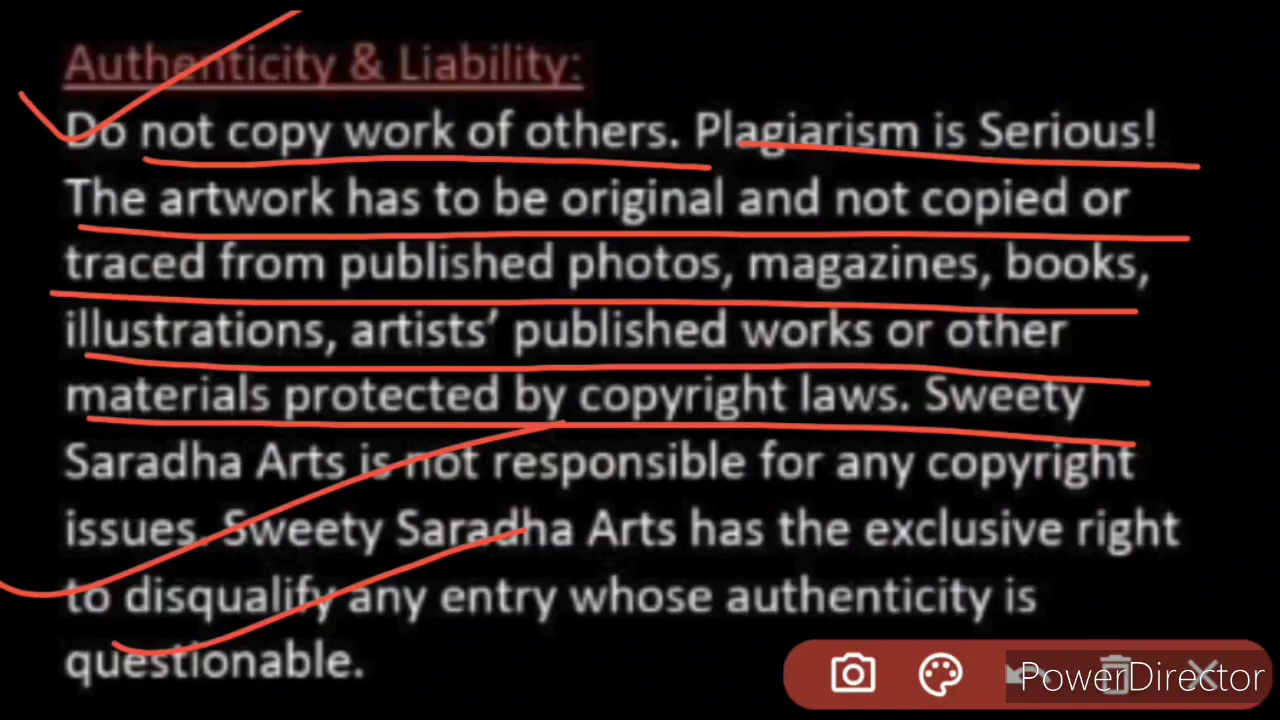 Authenticity & Liability:
Do not copy work of others. Plagiarism is Serious!
The artwork has to be original and not copied or
traced from published photos, magazines, books,
illustrations, artists’ published works or other
materials protected by copyright laws. Sweety
Saradha Arts is not responsible for any copyright
issues. Sweety Saradha Arts has the exclusive right
to disqualify any entry whose authenticity is
questionable.
PowerDirector